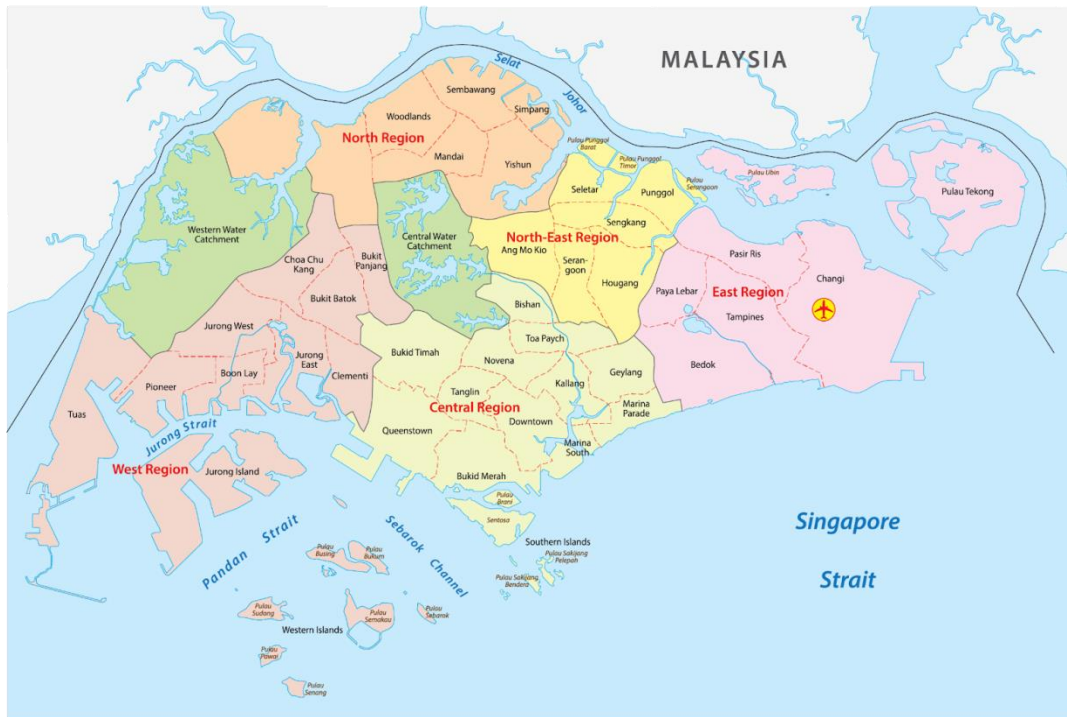 MALAYSIA
Selat
Johor
Sembawang
Woodlands
Simpang
North Region
Mandai
Yishun
Pulau Punggol
Barat
Pulau Punggol
Timor
Pulau
Serangoon
Pulau Ubin
Pulau Tekong
Seletar
Punggol
Sengkang
North-East Region
Ang Mo Kio
Seran-
goon
Hougang
Western Water
Catchment
Central Water
Catchment
Choa Chu
Kang
Bukit
Panjang
Bukit Batok
Pasir Ris
Changi
Paya Lebar
East Region
Tampines
Bedok
Bishan
Toa Paych
Jurong West
Bukid Timah
Novena
Jurong
East
Clementi
Boon Lay
Pioneer
Tuas
Kallang
Geylang
Tanglin
Central Region
Marina
Parade
Queenstown
Downtown
Marina
South
Bukid Merah
Jurong Strait
West Region
Jurong Island
Pulau
Brani
Sentosa
Southern Islands
Pulau Sakijang
Pelepah
Pulau Sakijang
Bendera
Pandan Strait
Sebarok Channel
Pulau
Busing
Pulau
Bukum
Pulau
Sudong
Western Islands
Pulau
Semakau
Pulau
Sebarok
Pulau
Pawai
Pulau
Senang
Singapore
Strait